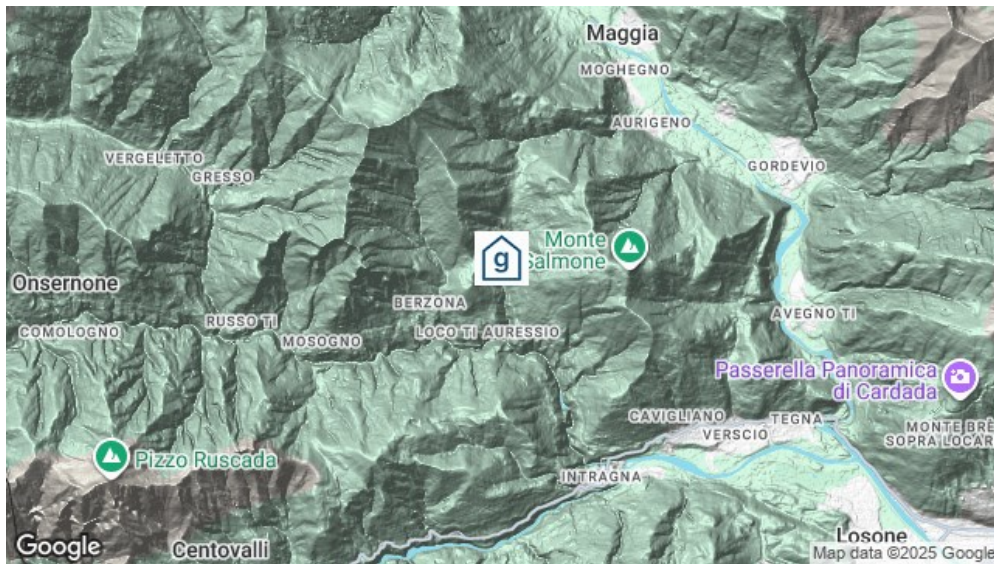 Maggia
MOGHEGNO
AURIGENO
VERGELETTO
GRESSO
GORDEVIO
g
Monte
Salmone
Onsernone
BERZONA
RUSSO TI
COMOLOGNO
MOSOGNO
LOCO TI AURESSIO
AVEGNO TI
Passerella Panoramica
di Cardada
CAVIGLIANO
TEGNA
VERSCIO
MONTE BRÈ
SOPRA LOCAR
Pizzo Ruscada
INTRAGNA
Losone
Google
Centovalli
Map data ©2025 Google